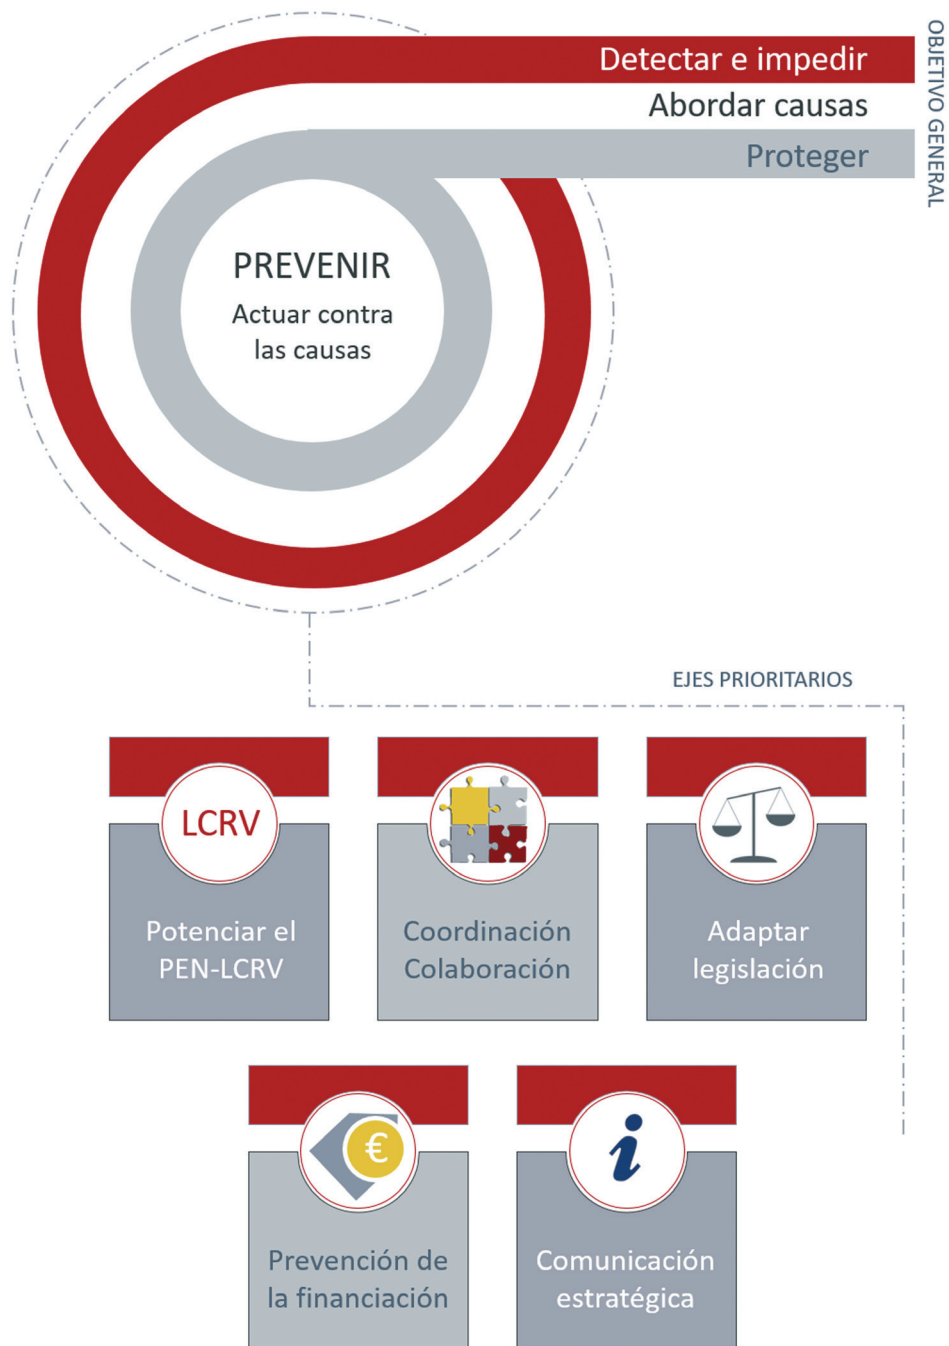 Detectar e impedir
Abordar causas
Proteger
OBJETIVO GENERAL
PREVENIR
Actuar contra
las causas
EJES PRIORITARIOS
LCRV
Potenciar el
PEN-LCRV
Coordinación
Colaboración
Adaptar
legislación
€
Prevención de
la financiación
i
Comunicación
estratégica